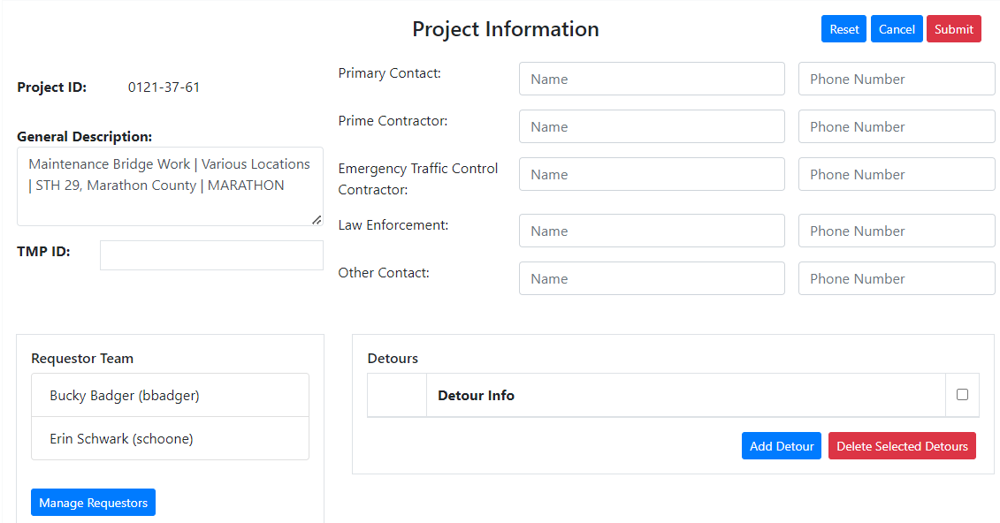 Project Information
Reset
Cancel
Submit
Project ID:
0121-37-61
General Description:
Maintenance Bridge Work | Various Locations
| STH 29, Marathon County | MARATHON
TMP ID:
Primary Contact:
Name
Phone Number
Prime Contractor:
Name
Phone Number
Emergency Traffic Control
Contractor:
Name
Phone Number
Law Enforcement:
Name
Phone Number
Other Contact:
Name
Phone Number
Requestor Team
Bucky Badger (bbadger)
Erin Schwark (schoone)
Manage Requestors
Detours
Detour Info
Add Detour
Delete Selected Detours